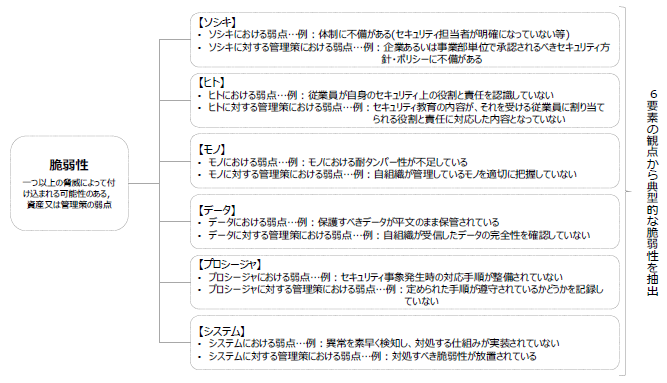 脆弱性
一つ以上の脅威によって付
け込まれる可能性のある,
資産又は管理策の弱点
【ソシキ】
• ソシキにおける弱点…例：体制に不備がある(セキュリティ担当者が明確になっていない等)
• ソシキに対する管理策における弱点…例：企業あるいは事業部単位で承認されるべきセキュリティ方
針・ポリシーに不備がある
【ヒト】
• ヒトにおける弱点…例：従業員が自身のセキュリティ上の役割と責任を認識していない
• ヒトに対する管理策における弱点…例：セキュリティ教育の内容が、それを受ける従業員に割り当て
られる役割と責任に対応した内容となっていない
【モノ】
• モノにおける弱点…例：モノにおける耐タンパー性が不足している
• モノに対する管理策における弱点…例：自組織が管理しているモノを適切に把握していない
【データ】
• データにおける弱点…例：保護すべきデータが平文のまま保管されている
• データに対する管理策における弱点…例：自組織が受信したデータの完全性を確認していない
【プロシージャ】
• プロシージャにおける弱点…例：セキュリティ事象発生時の対応手順が整備されていない
• プロシージャに対する管理策における弱点…例：定められた手順が遵守されているかどうかを記録し
ていない
【システム】
• システムにおける弱点…例：異常を素早く検知し、対処する仕組みが実装されていない
• システムに対する管理策における弱点…例：対処すべき脆弱性が放置されている
６要素の観点から典型的な脆弱性を抽出